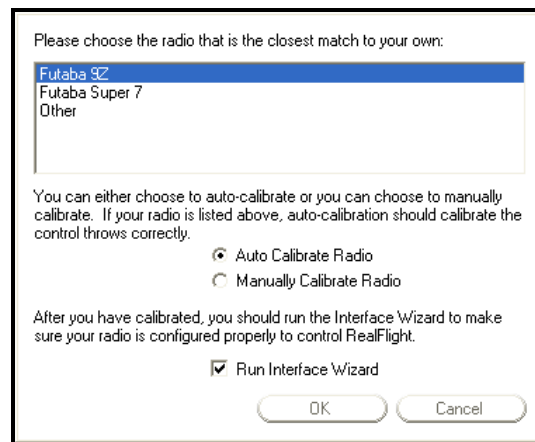 Please choose the radio that is the closest match to your own:
Futaba 9Z
Futaba Super 7
Other
You can either choose to auto-calibrate or you can choose to manually
calibrate.  If your radio is listed above, auto-calibration should calibrate the
control throws correctly.
Auto Calibrate Radio
Manually Calibrate Radio
After you have calibrated, you should run the Interface Wizard to make
sure your radio is configured properly to control RealFlight.
Run Interface Wizard
OK
Cancel